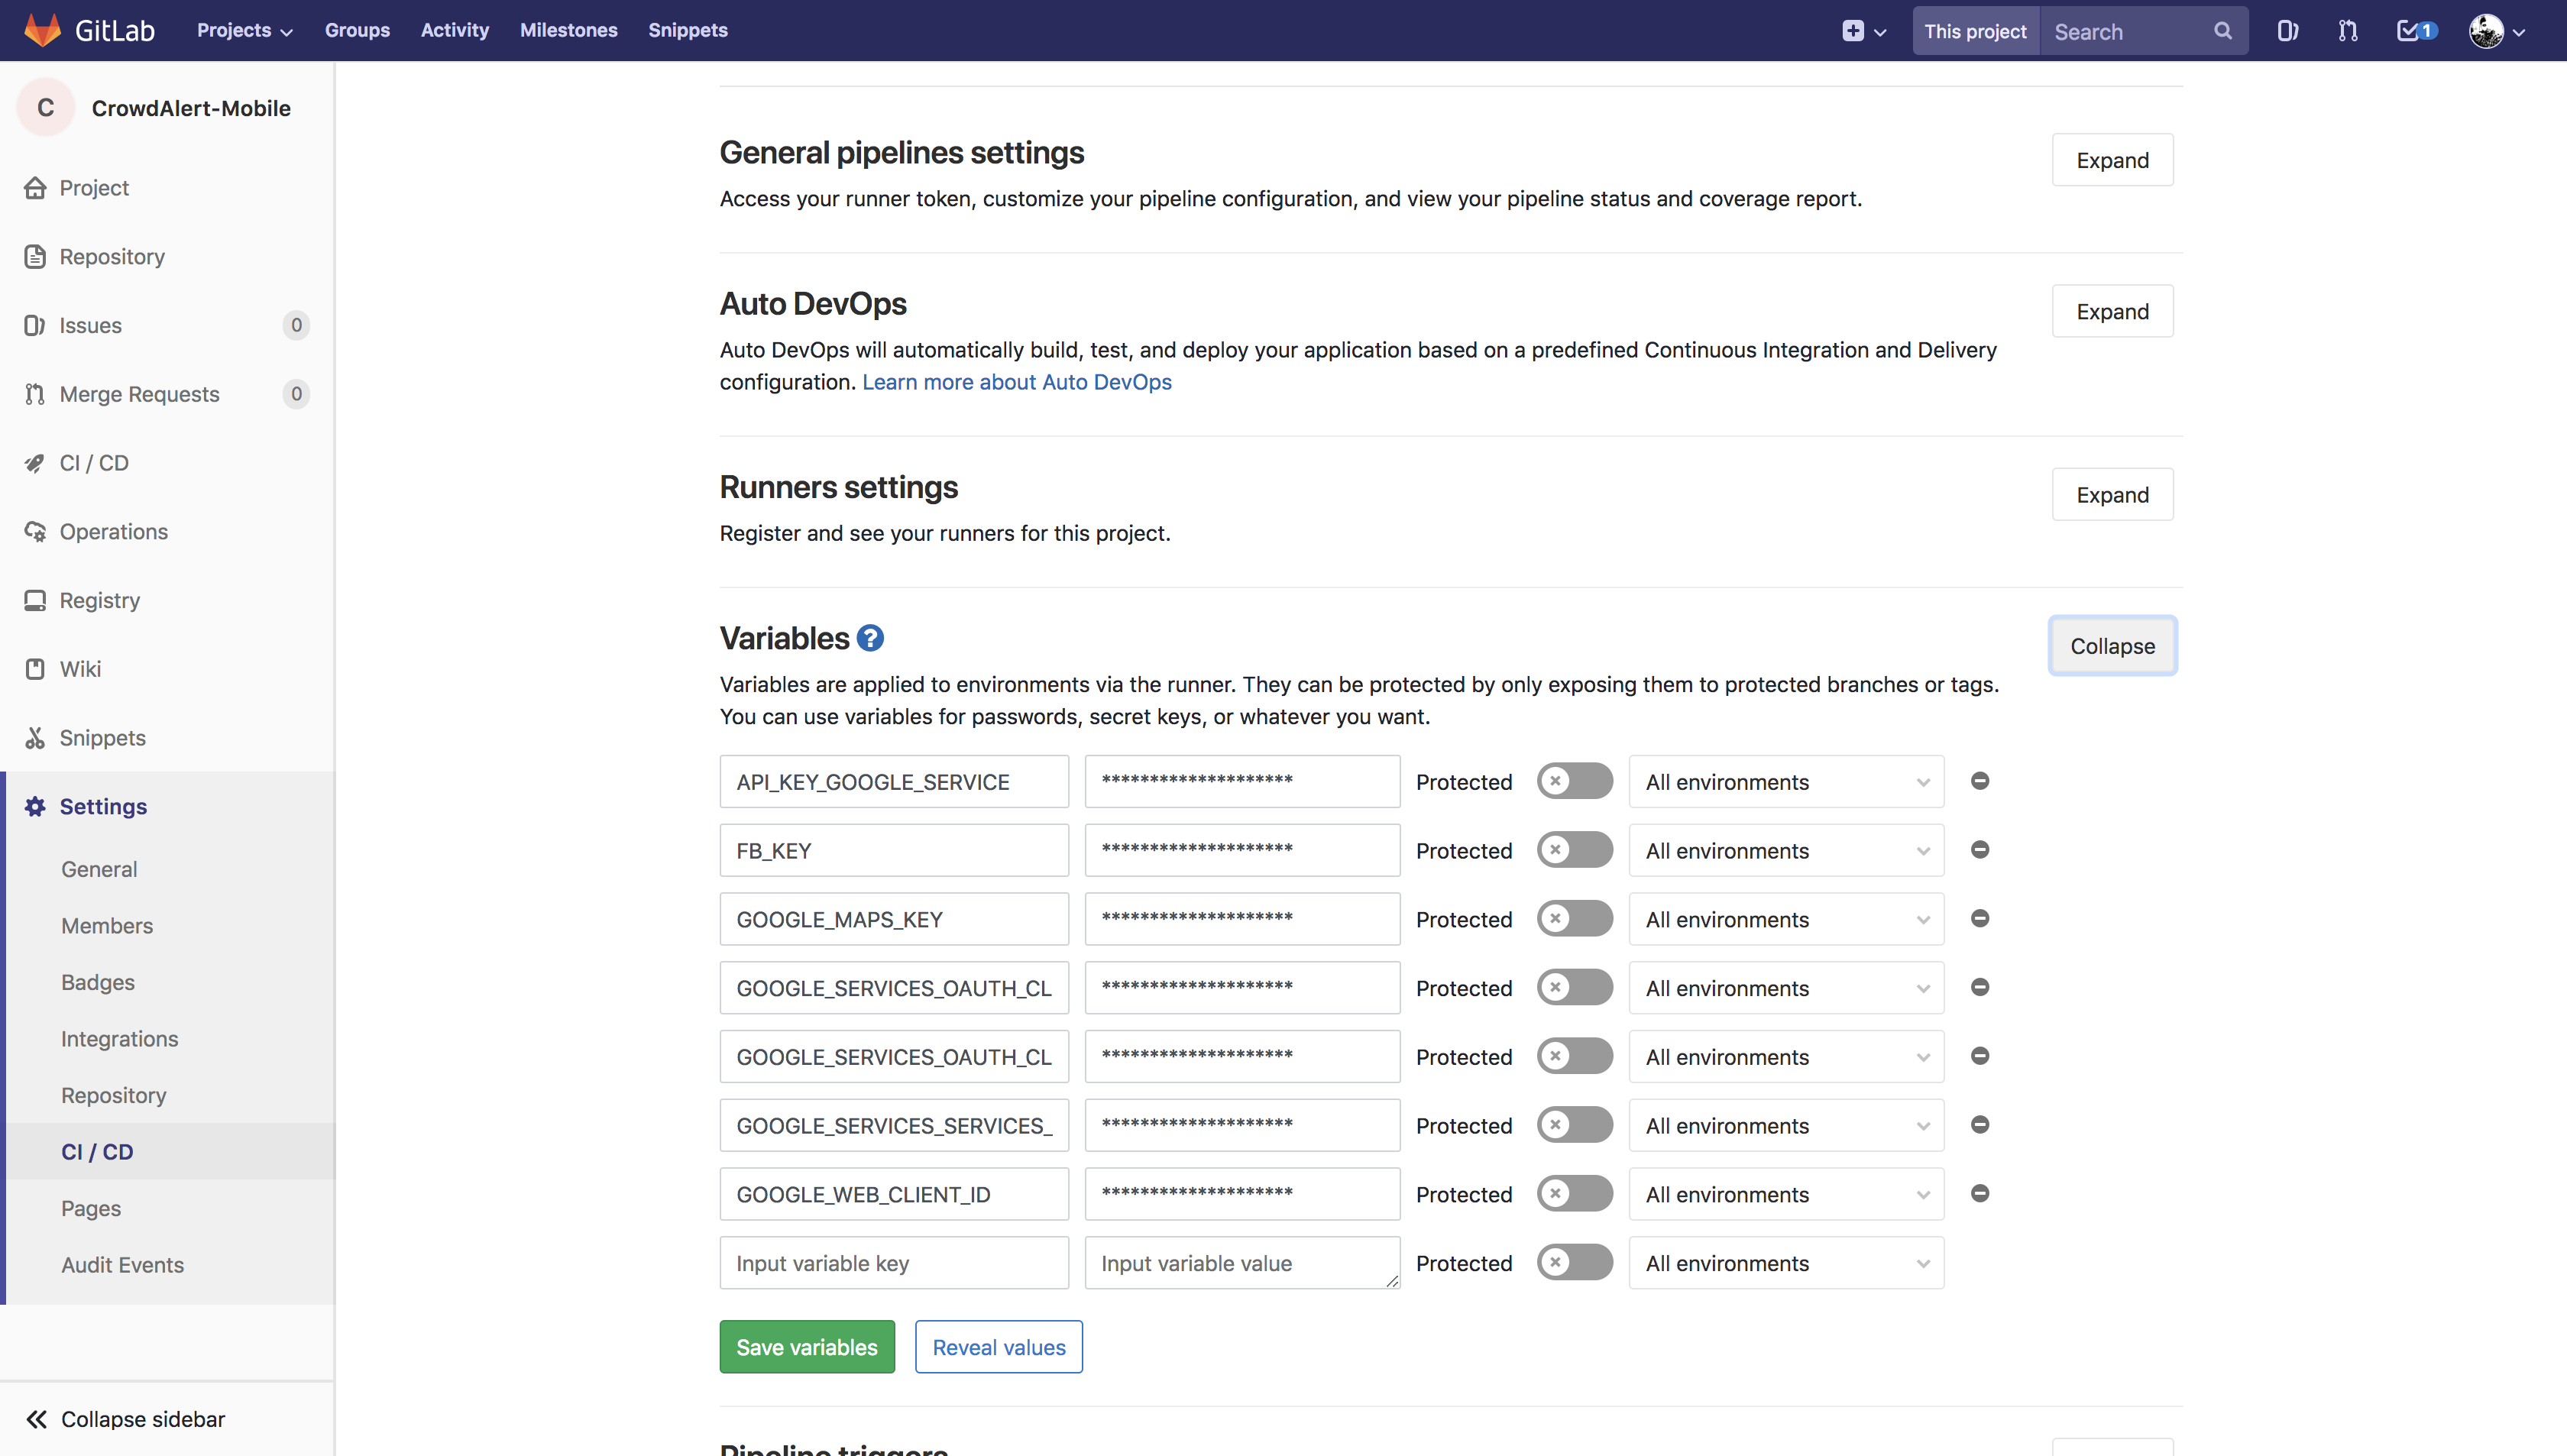 GitLab Projects Groups Activity Milestones Snippets This project Search 1
C CrowdAlert-Mobile
Project
Repository
Issues 0
Merge Requests 0
CI / CD
Operations
Registry
Wiki
Snippets
Settings
General
Members
Badges
Integrations
Repository
CI / CD
Pages
Audit Events
Collapse sidebar
General pipelines settings
Expand
Access your runner token, customize your pipeline configuration, and view your pipeline status and coverage report.
Auto DevOps
Expand
Auto DevOps will automatically build, test, and deploy your application based on a predefined Continuous Integration and Delivery
configuration. Learn more about Auto DevOps
Runners settings
Expand
Register and see your runners for this project.
Variables ?
Collapse
Variables are applied to environments via the runner. They can be protected by only exposing them to protected branches or tags.
You can use variables for passwords, secret keys, or whatever you want.
API_KEY_GOOGLE_SERVICE ******************** Protected All environments
FB_KEY ******************** Protected All environments
GOOGLE_MAPS_KEY ******************** Protected All environments
GOOGLE_SERVICES_OAUTH_CL ******************** Protected All environments
GOOGLE_SERVICES_OAUTH_CL ******************** Protected All environments
GOOGLE_SERVICES_SERVICES_ ******************** Protected All environments
GOOGLE_WEB_CLIENT_ID ******************** Protected All environments
Input variable key Input variable value Protected All environments
Save variables Reveal values
Pipeline triggers